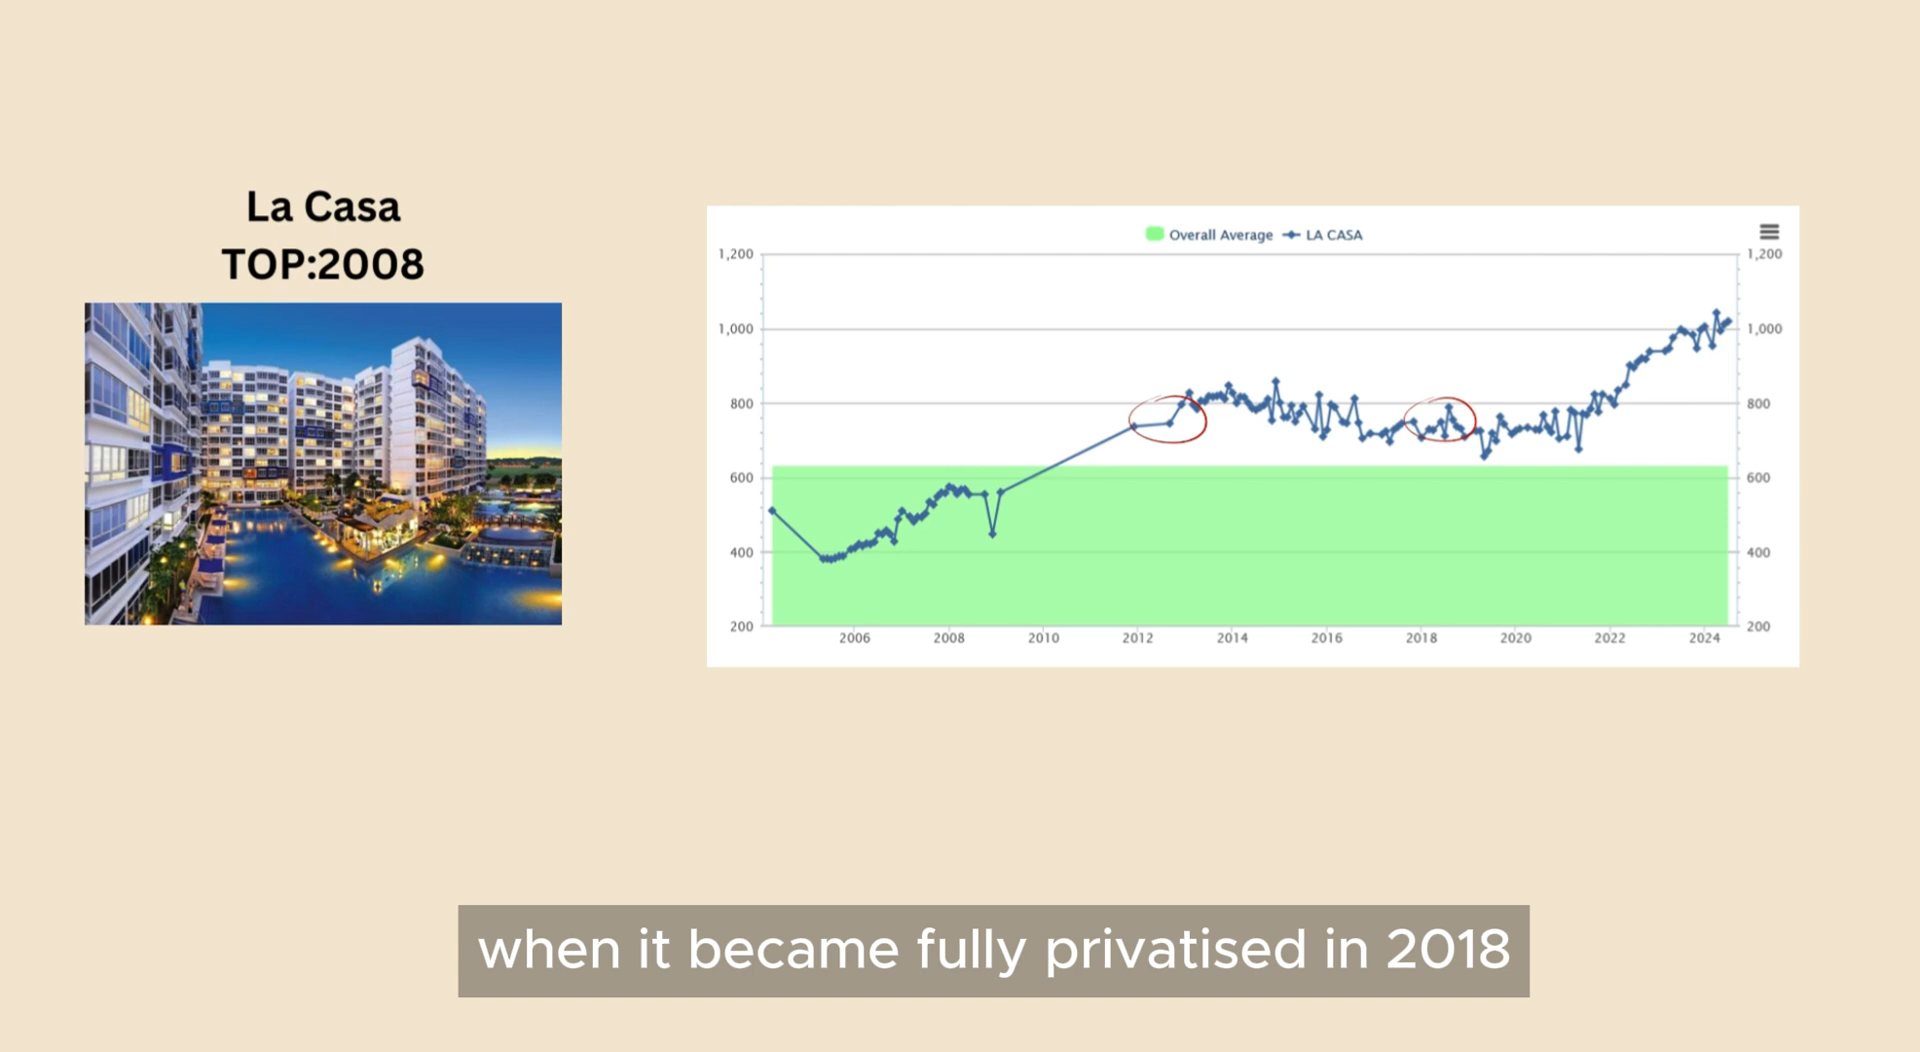 La Casa
TOP:2008
Overall Average LA CASA
1,200 1,200
1,000 1,000
800 800
600 600
400 400
200 200
2006 2008 2010 2012 2014 2016 2018 2020 2022 2024
when it became fully privatised in 2018